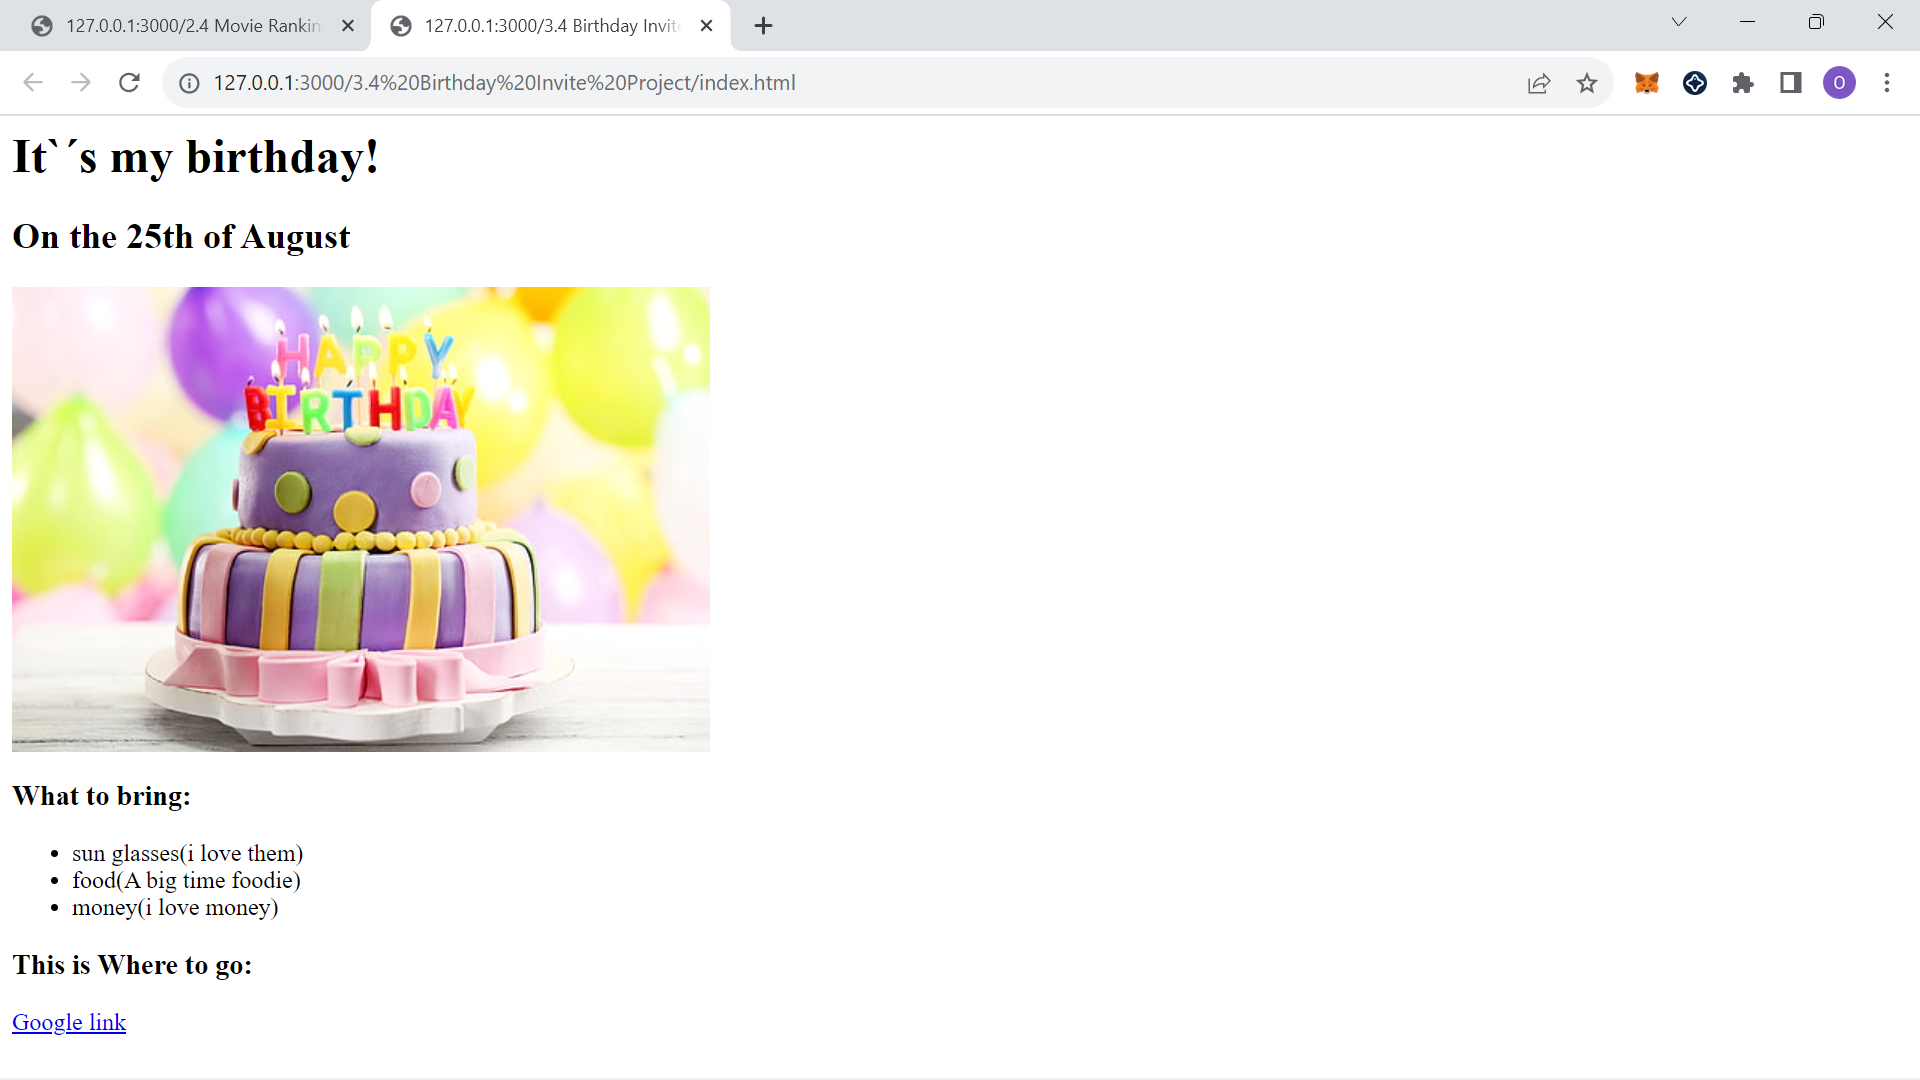 127.0.0.1:3000/2.4 Movie Rankin
127.0.0.1:3000/3.4 Birthday Invite
127.0.0.1:3000/3.4%20Birthday%20Invite%20Project/index.html
O
It`´s my birthday!
On the 25th of August
HAPPY
BIRTHDAY
What to bring:
sun glasses(i love them)
food(A big time foodie)
money(i love money)
This is Where to go:
Google link